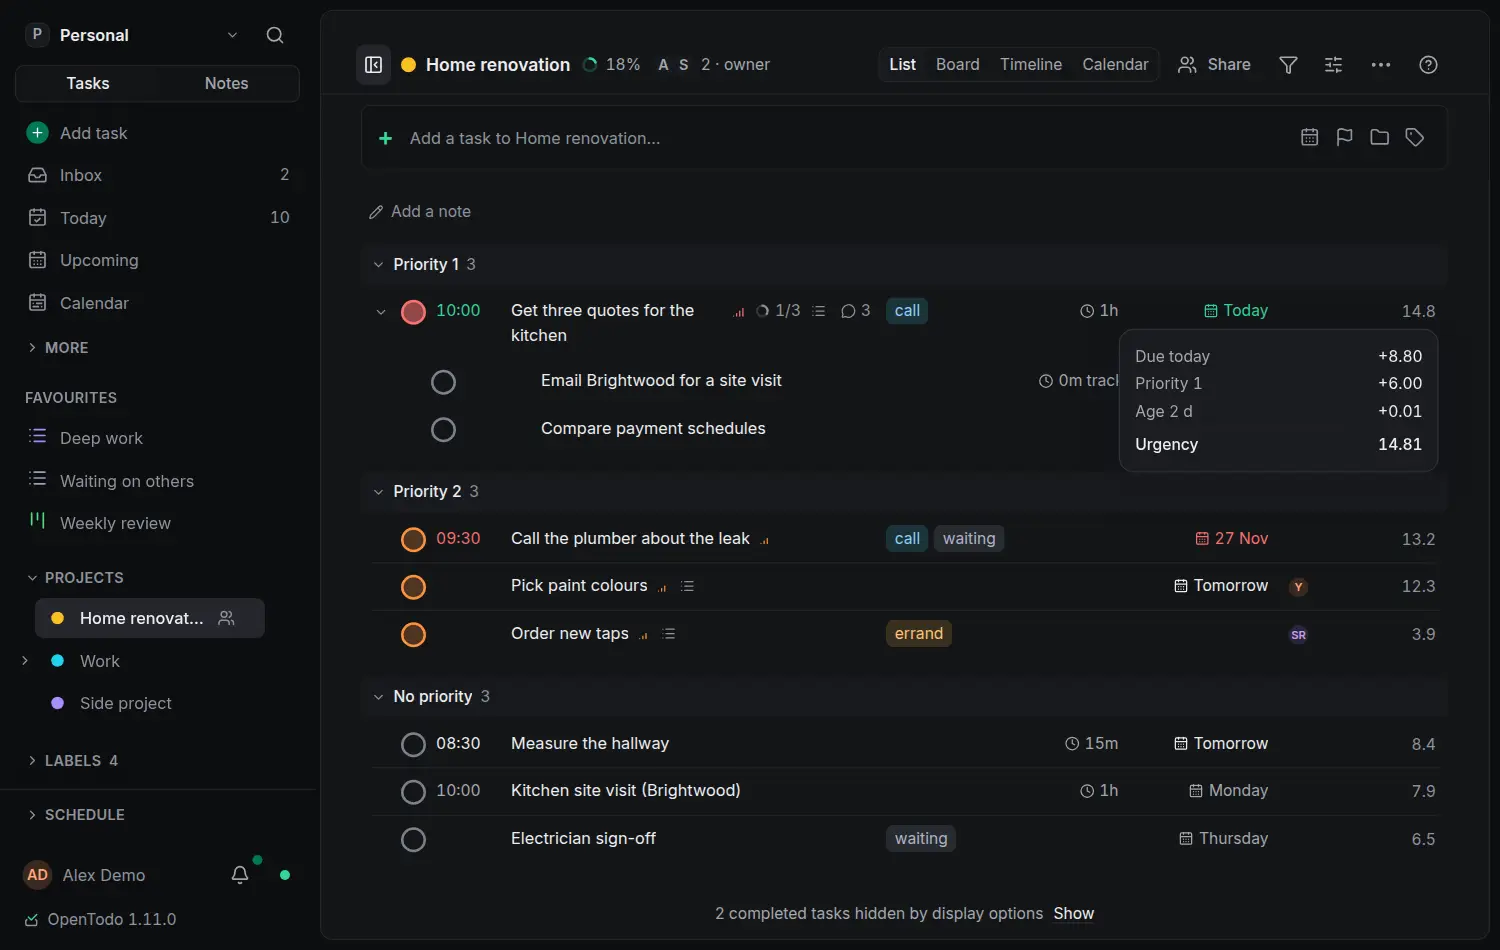 P Personal
Tasks Notes
Add task
Inbox 2
Today 10
Upcoming
Calendar
MORE
FAVOURITES
Deep work
Waiting on others
Weekly review
PROJECTS
Home renovat...
Work
Side project
LABELS 4
SCHEDULE
AD Alex Demo
OpenTodo 1.11.0
Home renovation 18% A S 2 · owner List Board Timeline Calendar Share
Add a task to Home renovation...
Add a note
Priority 1 3
10:00 Get three quotes for the kitchen 1/3 3 call 1h Today 14.8
Email Brightwood for a site visit 0m track
Compare payment schedules
Due today +8.80
Priority 1 +6.00
Age 2 d +0.01
Urgency 14.81
Priority 2 3
09:30 Call the plumber about the leak call waiting 27 Nov 13.2
Pick paint colours Tomorrow Y 12.3
Order new taps errand SR 3.9
No priority 3
08:30 Measure the hallway 15m Tomorrow 8.4
10:00 Kitchen site visit (Brightwood) 1h Monday 7.9
Electrician sign-off waiting Thursday 6.5
2 completed tasks hidden by display options Show